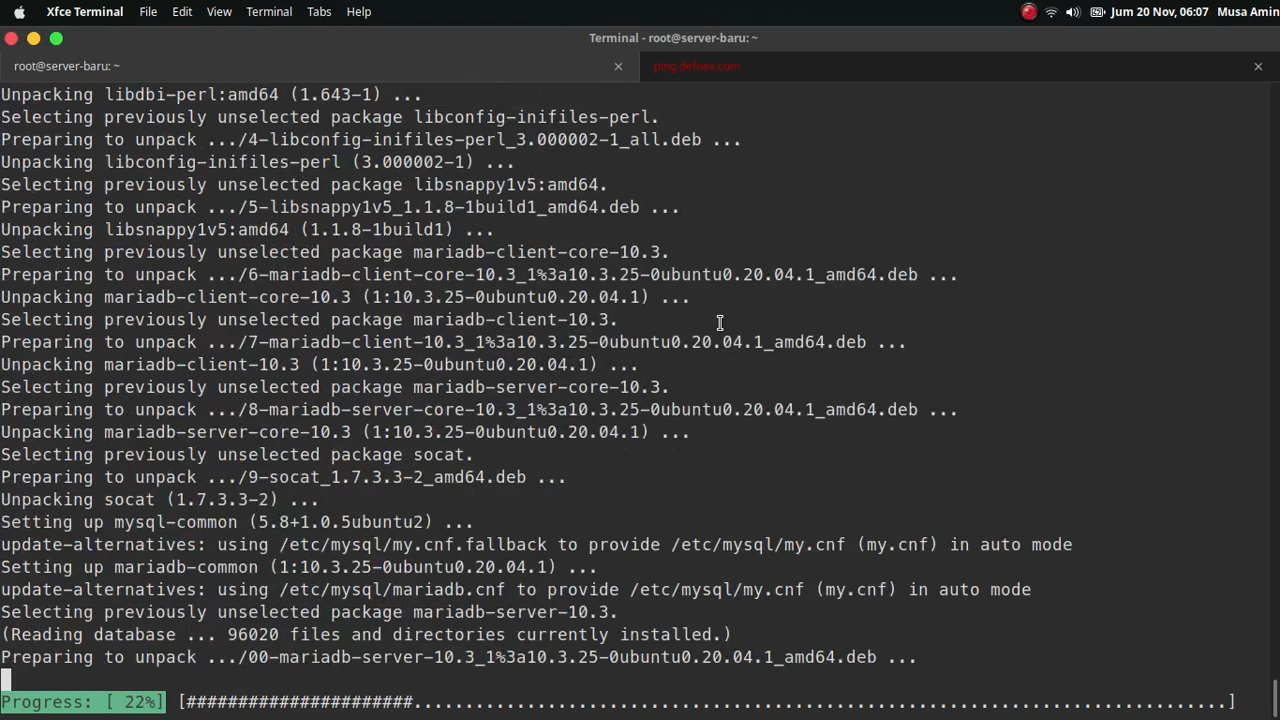 Xfce Terminal File Edit View Terminal Tabs Help Jum 20 Nov, 06:07 Musa Amin
Terminal - root@server-baru: ~
root@server-baru: ~ × ping defnex.com ×
Unpacking libdbi-perl:amd64 (1.643-1) ...
Selecting previously unselected package libconfig-inifiles-perl.
Preparing to unpack .../4-libconfig-inifiles-perl_3.000002-1_all.deb ...
Unpacking libconfig-inifiles-perl (3.000002-1) ...
Selecting previously unselected package libsnappy1v5:amd64.
Preparing to unpack .../5-libsnappy1v5_1.1.8-1build1_amd64.deb ...
Unpacking libsnappy1v5:amd64 (1.1.8-1build1) ...
Selecting previously unselected package mariadb-client-core-10.3.
Preparing to unpack .../6-mariadb-client-core-10.3_1%3a10.3.25-0ubuntu0.20.04.1_amd64.deb ...
Unpacking mariadb-client-core-10.3 (1:10.3.25-0ubuntu0.20.04.1) ...
Selecting previously unselected package mariadb-client-10.3.
Preparing to unpack .../7-mariadb-client-10.3_1%3a10.3.25-0ubuntu0.20.04.1_amd64.deb ...
Unpacking mariadb-client-10.3 (1:10.3.25-0ubuntu0.20.04.1) ...
Selecting previously unselected package mariadb-server-core-10.3.
Preparing to unpack .../8-mariadb-server-core-10.3_1%3a10.3.25-0ubuntu0.20.04.1_amd64.deb ...
Unpacking mariadb-server-core-10.3 (1:10.3.25-0ubuntu0.20.04.1) ...
Selecting previously unselected package socat.
Preparing to unpack .../9-socat_1.7.3.3-2_amd64.deb ...
Unpacking socat (1.7.3.3-2) ...
Setting up mysql-common (5.8+1.0.5ubuntu2) ...
update-alternatives: using /etc/mysql/my.cnf.fallback to provide /etc/mysql/my.cnf (my.cnf) in auto mode
Setting up mariadb-common (1:10.3.25-0ubuntu0.20.04.1) ...
update-alternatives: using /etc/mysql/mariadb.cnf to provide /etc/mysql/my.cnf (my.cnf) in auto mode
Selecting previously unselected package mariadb-server-10.3.
(Reading database ... 96020 files and directories currently installed.)
Preparing to unpack .../00-mariadb-server-10.3_1%3a10.3.25-0ubuntu0.20.04.1_amd64.deb ...
Progress: [ 22%] [######################...............................................................................]